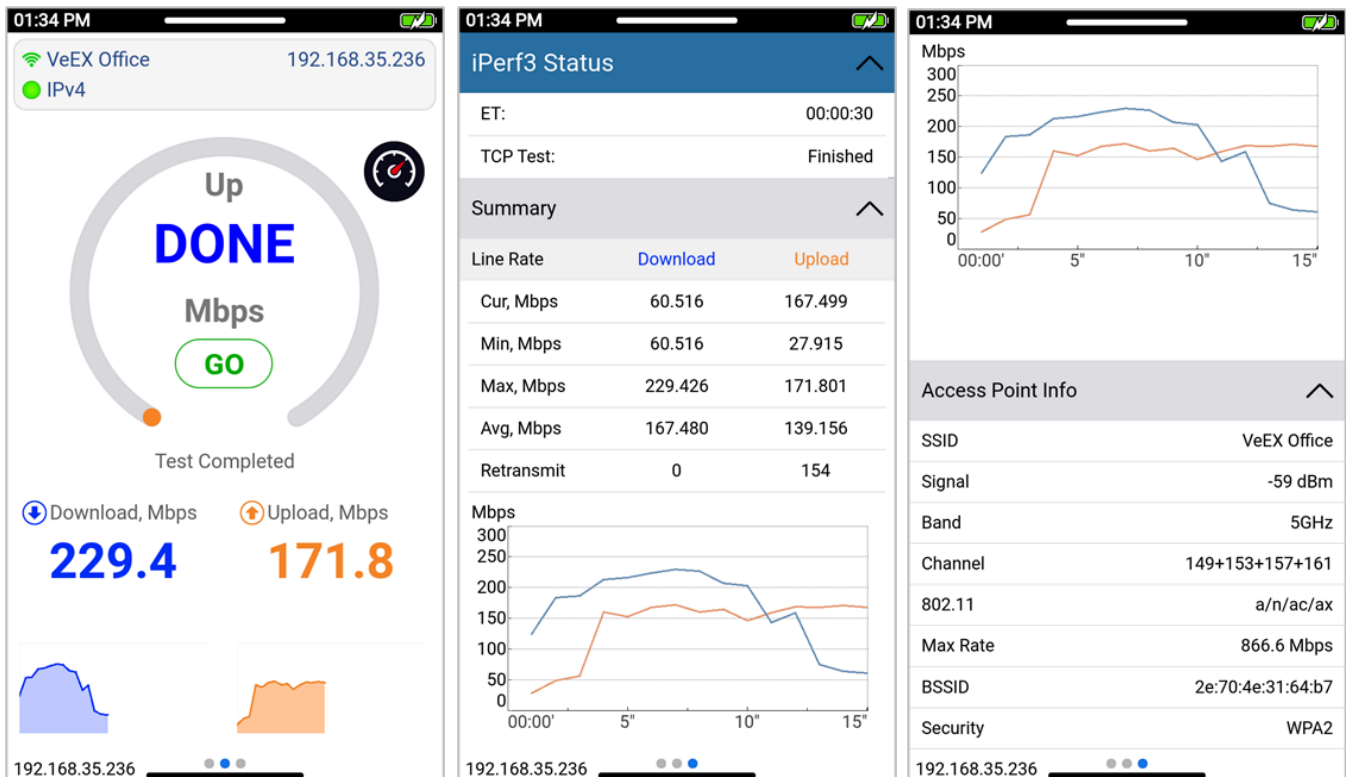 01:34 PM
VeEX Office 192.168.35.236
IPv4
Up
DONE
Mbps
GO
Test Completed
Download, Mbps Upload, Mbps
229.4 171.8
192.168.35.236
01:34 PM
iPerf3 Status
ET: 00:00:30
TCP Test: Finished
Summary
Line Rate Download Upload
Cur, Mbps 60.516 167.499
Min, Mbps 60.516 27.915
Max, Mbps 229.426 171.801
Avg, Mbps 167.480 139.156
Retransmit 0 154
Mbps
300
250
200
150
100
50
0
00:00' 5" 10" 15"
192.168.35.236
01:34 PM
Mbps
300
250
200
150
100
50
0
00:00' 5" 10" 15"
Access Point Info
SSID VeEX Office
Signal -59 dBm
Band 5GHz
Channel 149+153+157+161
802.11 a/n/ac/ax
Max Rate 866.6 Mbps
BSSID 2e:70:4e:31:64:b7
Security WPA2
192.168.35.236